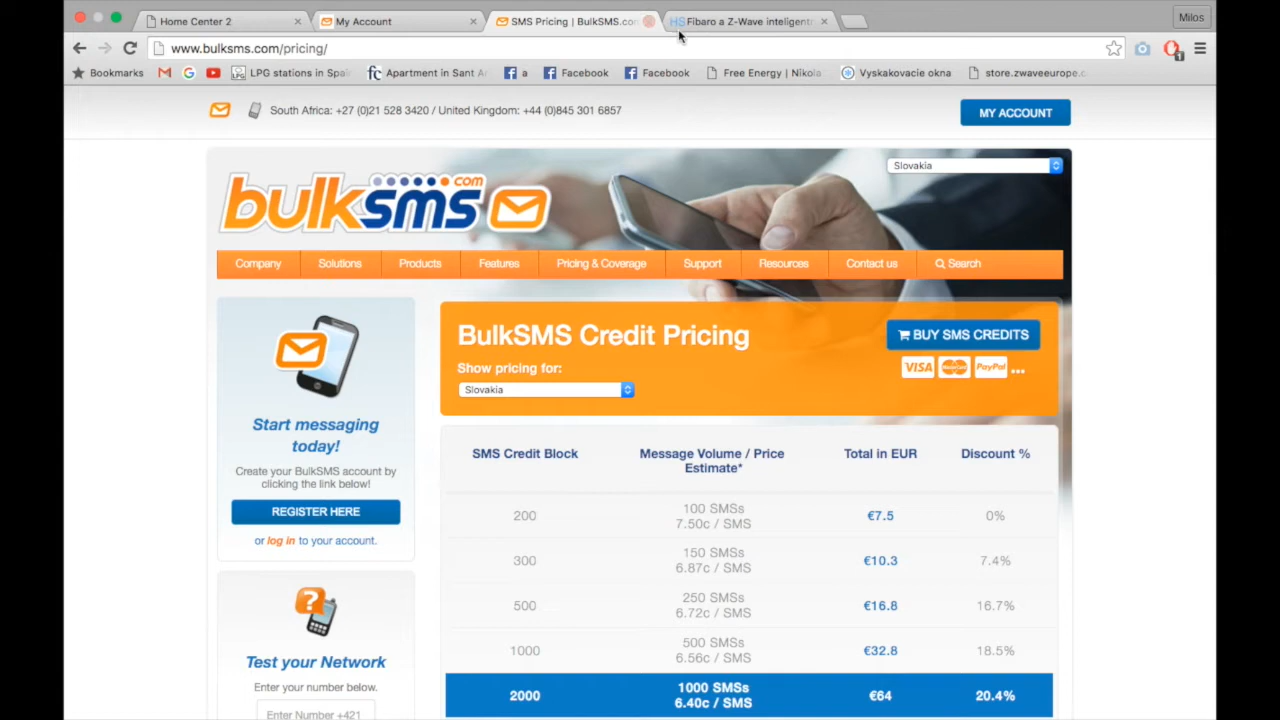 Home Center 2
My Account
SMS Pricing | BulkSMS.com
Fibaro a Z-Wave inteligentn
Milos
www.bulksms.com/pricing/
Bookmarks
LPG stations in Spai
Apartment in Sant A
a
Facebook
Facebook
Free Energy | Nikola
Vyskakovacie okna
store.zwaveeurope.c
1
South Africa: +27 (0)21 528 3420 / United Kingdom: +44 (0)845 301 6857
MY ACCOUNT
Slovakia
bulksms.com
Company
Solutions
Products
Features
Pricing & Coverage
Support
Resources
Contact us
Search
Start messaging
today!
Create your BulkSMS account by
clicking the link below!
REGISTER HERE
or log in to your account.
Test your Network
Enter your number below.
Enter Number +421
BulkSMS Credit Pricing
BUY SMS CREDITS
Show pricing for:
VISA MasterCard PayPal ...
Slovakia
SMS Credit Block
Message Volume / Price
Estimate*
Total in EUR
Discount %
200
100 SMSs
7.50c / SMS
€7.5
0%
300
150 SMSs
6.87c / SMS
€10.3
7.4%
500
250 SMSs
6.72c / SMS
€16.8
16.7%
1000
500 SMSs
6.56c / SMS
€32.8
18.5%
2000
1000 SMSs
6.40c / SMS
€64
20.4%